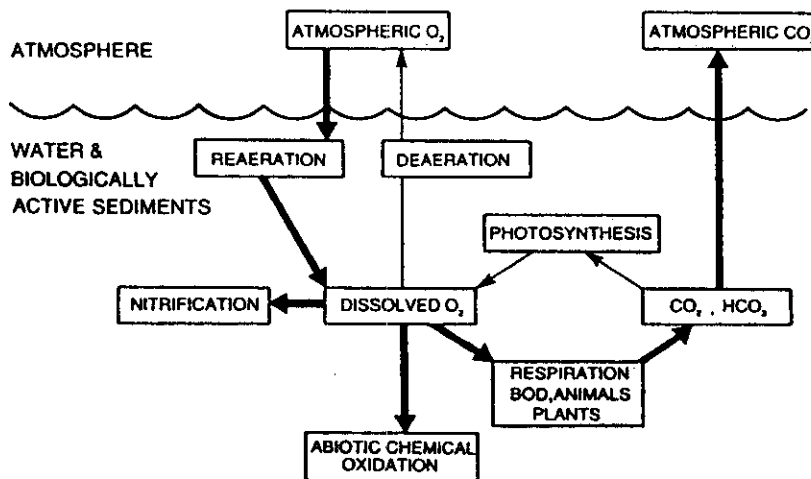 ATMOSPHERIC O₂
ATMOSPHERIC CO
ATMOSPHERE
WATER &
BIOLOGICALLY
ACTIVE SEDIMENTS
REAERATION
DEAERATION
PHOTOSYNTHESIS
NITRIFICATION
DISSOLVED O₂
CO₂ , HCO₃
RESPIRATION
BOD,ANIMALS
PLANTS
ABIOTIC CHEMICAL
OXIDATION